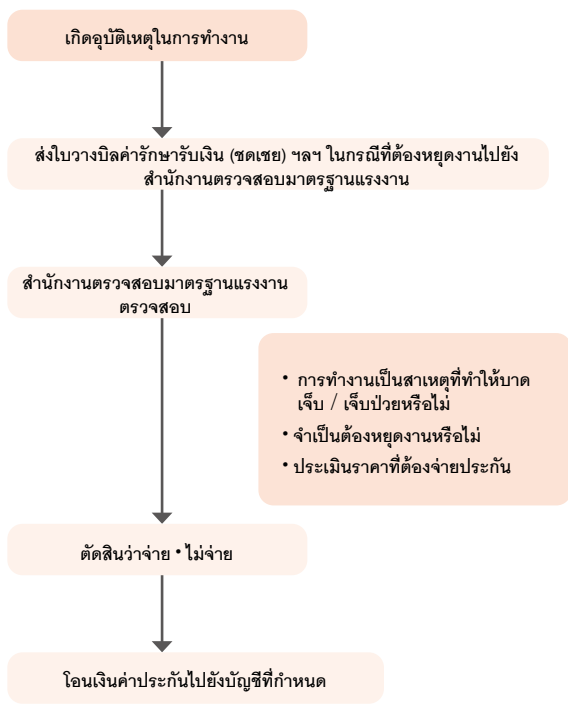 เกิดอุบัติเหตุในการทำงาน
ส่งใบวางบิลค่ารักษารับเงิน (ชดเชย) ฯลฯ ในกรณีที่ต้องหยุดงานไปยัง
สำนักงานตรวจสอบมาตรฐานแรงงาน
สำนักงานตรวจสอบมาตรฐานแรงงาน
ตรวจสอบ
• การทำงานเป็นสาเหตุที่ทำให้บาด
เจ็บ / เจ็บป่วยหรือไม่
• จำเป็นต้องหยุดงานหรือไม่
• ประเมินราคาที่ต้องจ่ายประกัน
ตัดสินว่าจ่าย • ไม่จ่าย
โอนเงินค่าประกันไปยังบัญชีที่กำหนด